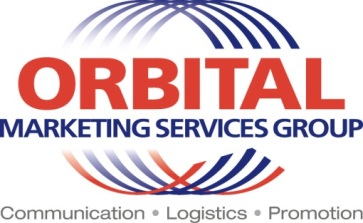 ORBITAL
MARKETING SERVICES GROUP
Communication • Logistics • Promotion